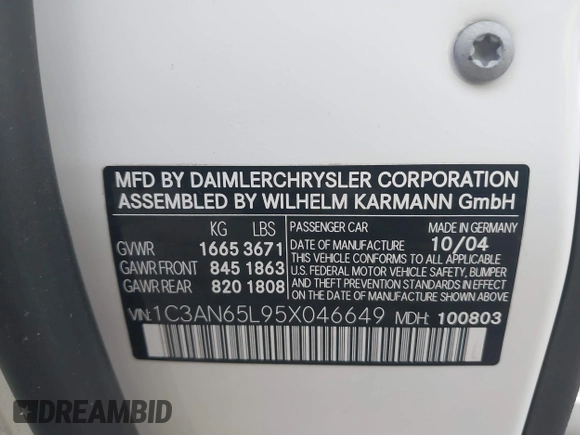 MFD BY DAIMLERCHRYSLER CORPORATION
ASSEMBLED BY WILHELM KARMANN GmbH
KG LBS
GVWR 1665 3671
GAWR FRONT 845 1863
GAWR REAR 820 1808
PASSENGER CAR MADE IN GERMANY
DATE OF MANUFACTURE 10/04
THIS VEHICLE CONFORMS TO ALL APPLICABLE
U.S. FEDERAL MOTOR VEHICLE SAFETY, BUMPER
AND THEFT PREVENTION STANDARDS IN EFFECT
ON THE DATE OF MANUFACTURE SHOWN ABOVE.
VIN: 1C3AN65L95X046649 MDH: 100803
DREAMBID